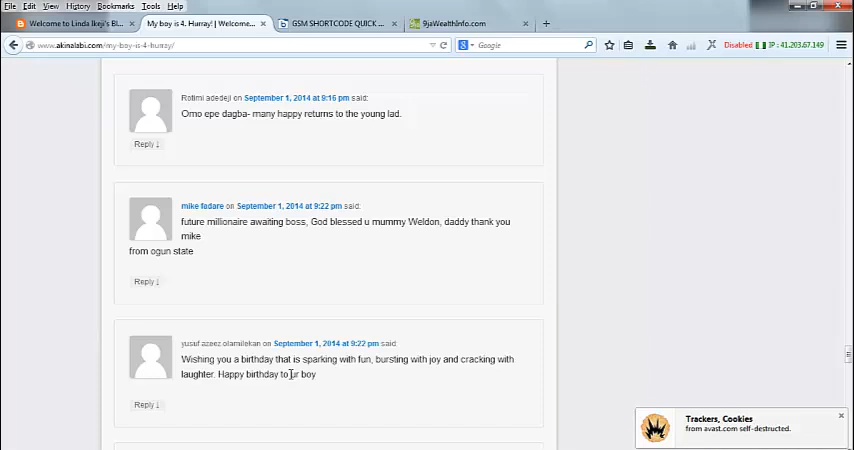 File Edit View History Bookmarks Tools Help
Welcome to Linda Ikeji's Bl... × My boy is 4. Hurray! | Welcome... × GSM SHORTCODE QUICK ... × 9jaWealthInfo.com × +
www.akinalabi.com/my-boy-is-4-hurray/ Google Disabled IP : 41.203.67.149
Rotimi adedeji on September 1, 2014 at 9:16 pm said:
Omo epe dagba- many happy returns to the young lad.
Reply ↓
mike fadare on September 1, 2014 at 9:22 pm said:
future millionaire awaiting boss, God blessed u mummy Weldon, daddy thank you
mike
from ogun state
Reply ↓
yusuf azeez olamilekan on September 1, 2014 at 9:22 pm said:
Wishing you a birthday that is sparking with fun, bursting with joy and cracking with
laughter. Happy birthday to ur boy
Reply ↓
Trackers, Cookies
from avast.com self-destructed.